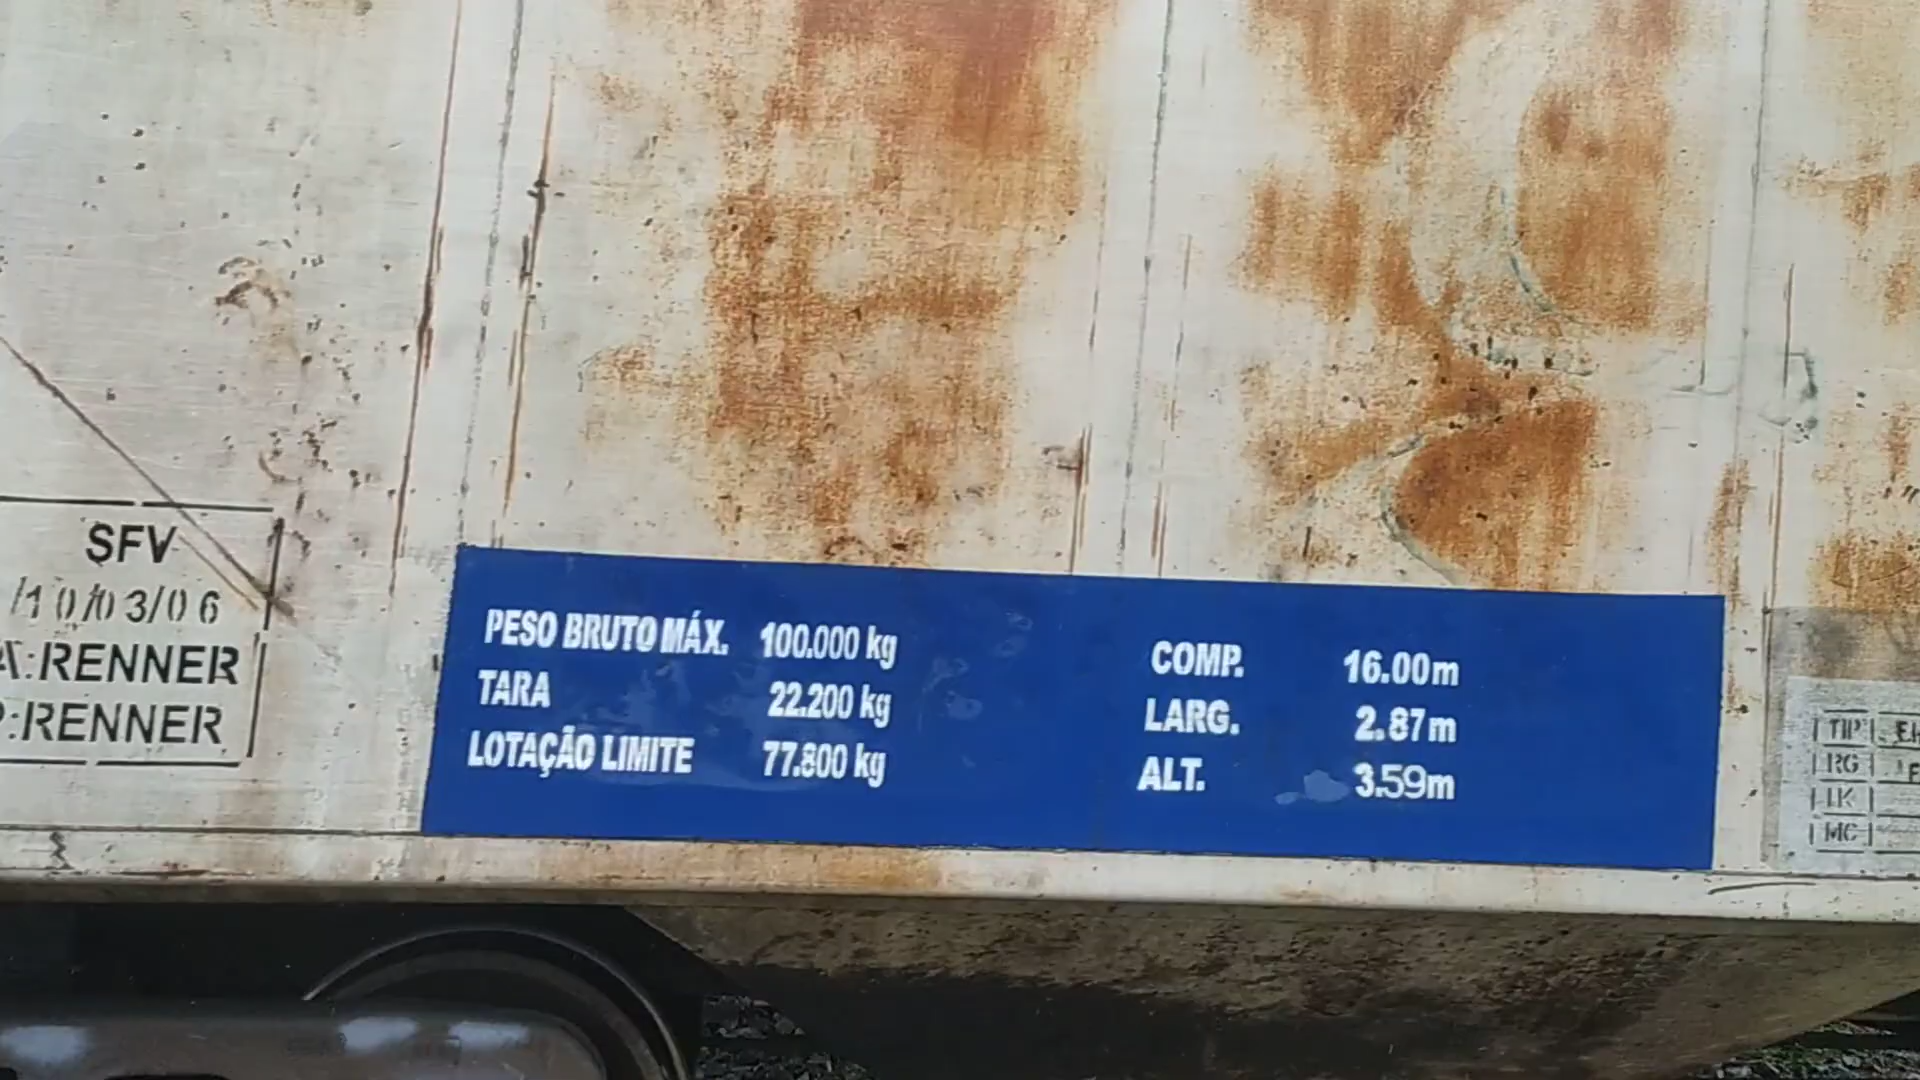 SFV
/10/03/06
:RENNER
:RENNER
PESO BRUTO MÁX. 100.000 kg
TARA 22.200 kg
LOTAÇÃO LIMITE 77.800 kg
COMP. 16.00m
LARG. 2.87m
ALT. 3.59m
TIP
RG
LK
MC